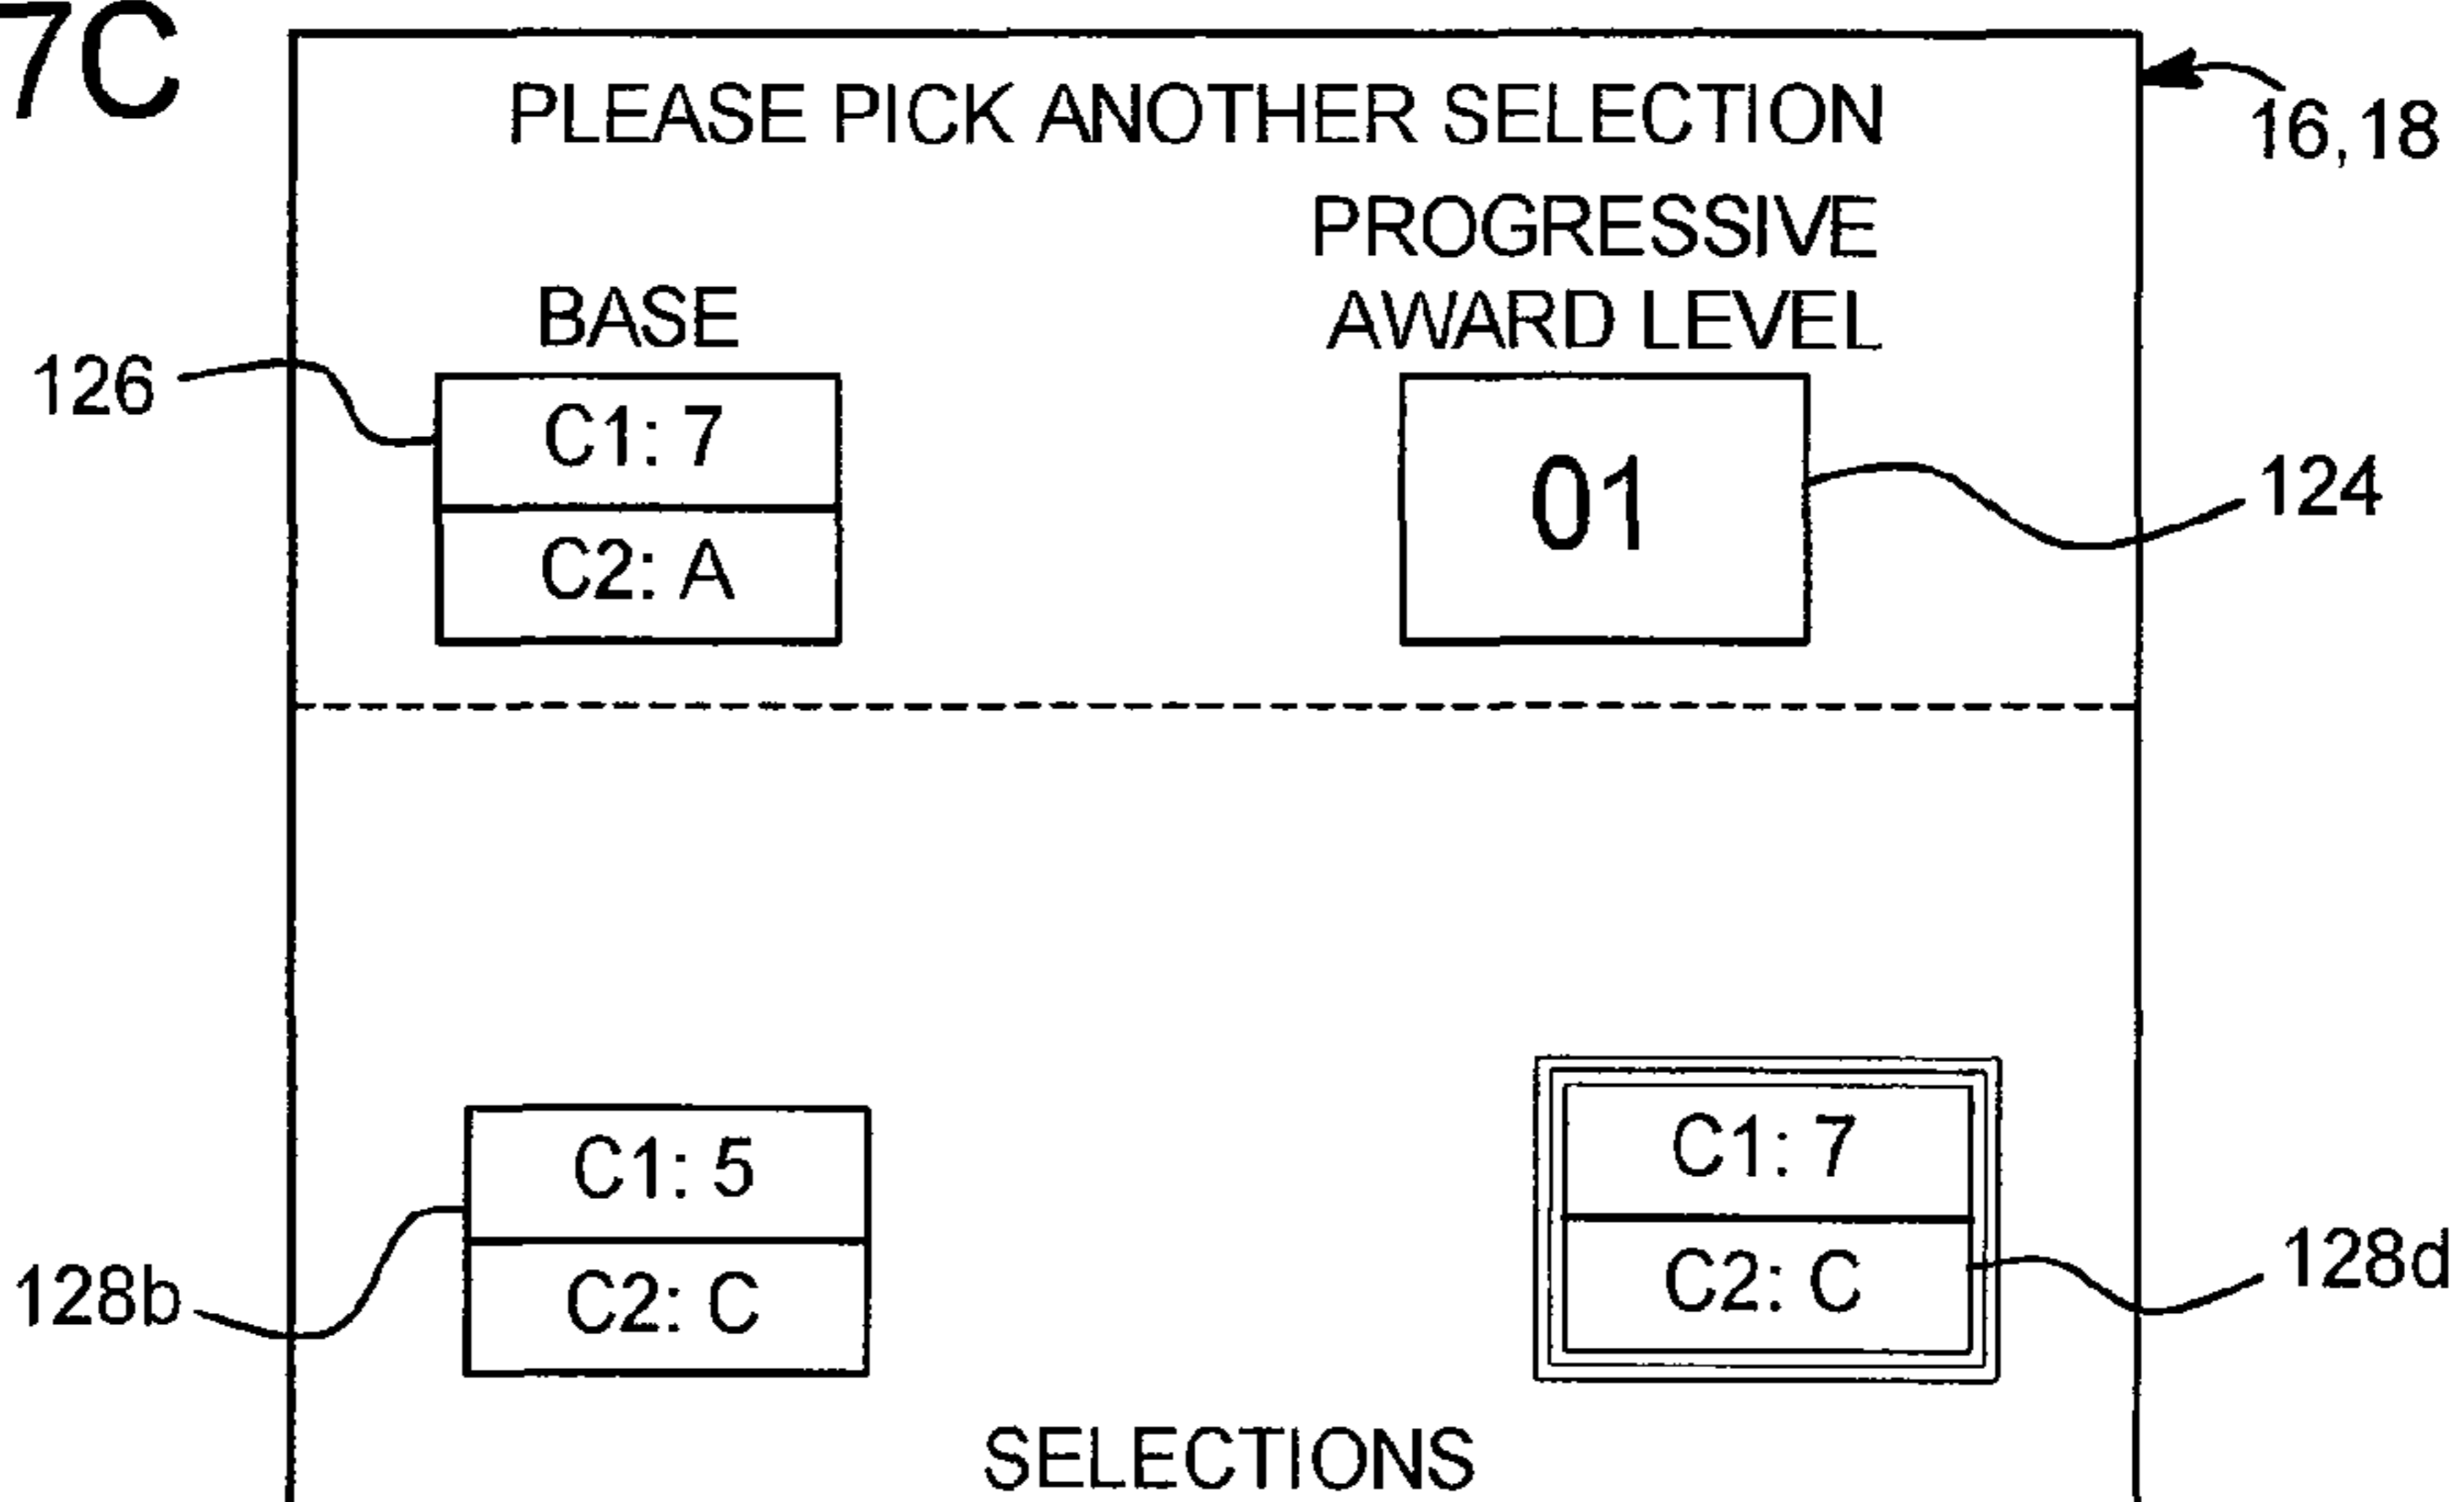 7C
PLEASE PICK ANOTHER SELECTION
16,18
PROGRESSIVE
AWARD LEVEL
BASE
126
C1: 7
C2: A
01
124
C1: 5
C2: C
128b
C1: 7
C2: C
128d
SELECTIONS